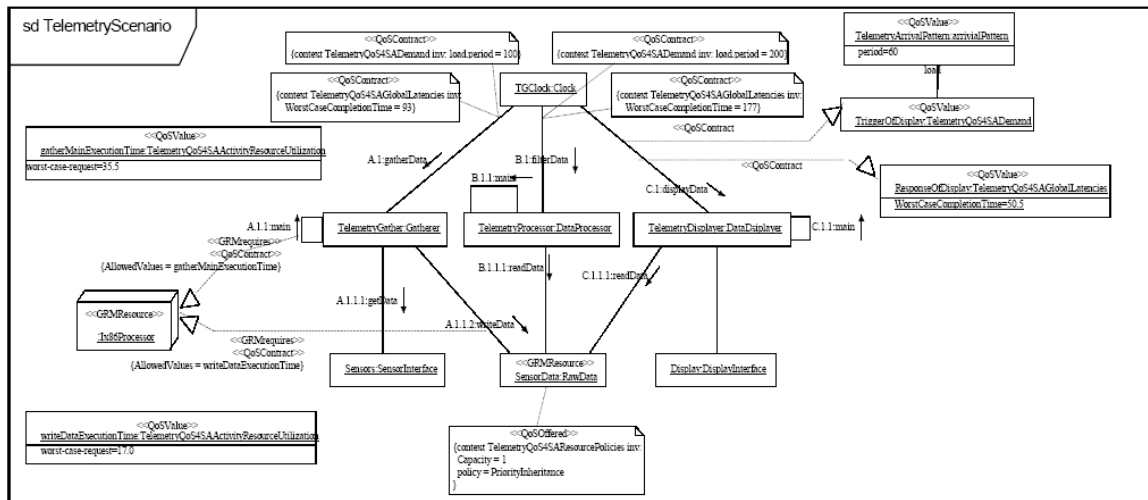 sd TelemetryScenario
<<QoSContract>>
{context TelemetryQoS4SADemand inv: load.period = 100}
<<QoSContract>>
{context TelemetryQoS4SADemand inv: load.period = 200}
<<QoSValue>>
TelemetryArrivalPattern:arrivialPattern
period=60
load
<<QoSContract>>
{context TelemetryQoS4SAGlobalLatencies inv:
WorstCaseCompletionTime = 93}
TGClock:Clock
<<QoSContract>>
{context TelemetryQoS4SAGlobalLatencies inv:
WorstCaseCompletionTime = 177}
<<QoSContract
<<QoSValue>>
TriggerOfDisplay:TelemetryQoS4SADemand
<<QoSValue>>
gatherMainExecutionTime:TelemetryQoS4SAActivityResourceUtilization
worst-case-request=35.5
A.1:gatherData
B.1:filterData
<<QoSContract
B.1.1:main
C.1:displayData
<<QoSValue>>
ResponseOfDisplay:TelemetryQoS4SAGlobalLatencies
WorstCaseCompletionTime=50.5
A.1.1:main
TelemetryGather:Gatherer
TelemetryProcessor:DataProcessor
TelemetryDisplayer:DataDsiplayer
C.1.1:main
<<GRMrequires>>
<<QoSContract>>
{AllowedValues = gatherMainExecutionTime}
B.1.1.1:readData
C.1.1.1:readData
A.1.1.1:getData
<<GRMResource>>
:Ix86Processor
A.1.1.2:writeData
<<GRMrequires>>
<<QoSContract>>
{AllowedValues = writeDataExecutionTime}
Sensors:SensorInterface
<<GRMResource>>
SensorData:RawData
Display:DisplayInterface
<<QoSValue>>
writeDataExecutionTime:TelemetryQoS4SAActivityResourceUtilization
worst-case-request=17.0
<<QoSOffered>>
{context TelemetryQoS4SAResourcePolicies inv:
Capacity = 1
policy = PriorityInheritance
}